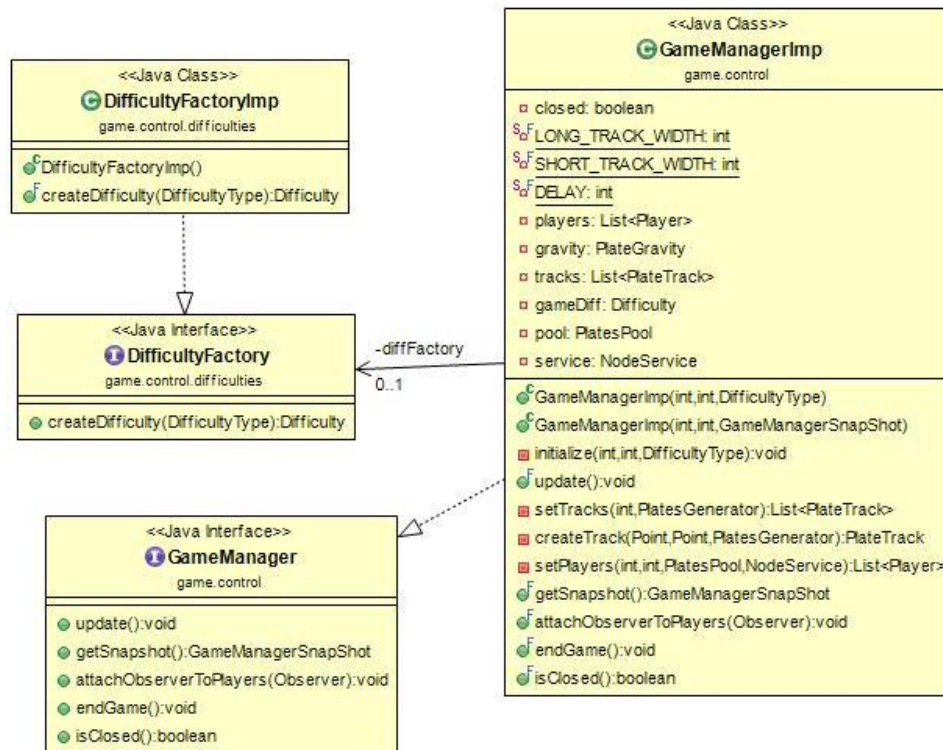 <<Java Class>>
DifficultyFactoryImp
game.control.difficulties
DifficultyFactoryImp()
createDifficulty(DifficultyType):Difficulty
<<Java Interface>>
DifficultyFactory
game.control.difficulties
createDifficulty(DifficultyType):Difficulty
-diffFactory
0..1
<<Java Interface>>
GameManager
game.control
update():void
getSnapshot():GameManagerSnapShot
attachObserverToPlayers(Observer):void
endGame():void
isClosed():boolean
<<Java Class>>
GameManagerImp
game.control
closed: boolean
LONG_TRACK_WIDTH: int
SHORT_TRACK_WIDTH: int
DELAY: int
players: List<Player>
gravity: PlateGravity
tracks: List<PlateTrack>
gameDiff: Difficulty
pool: PlatesPool
service: NodeService
GameManagerImp(int,int,DifficultyType)
GameManagerImp(int,int,GameManagerSnapShot)
initialize(int,int,DifficultyType):void
update():void
setTracks(int,PlatesGenerator):List<PlateTrack>
createTrack(Point,Point,PlatesGenerator):PlateTrack
setPlayers(int,int,PlatesPool,NodeService):List<Player>
getSnapshot():GameManagerSnapShot
attachObserverToPlayers(Observer):void
endGame():void
isClosed():boolean